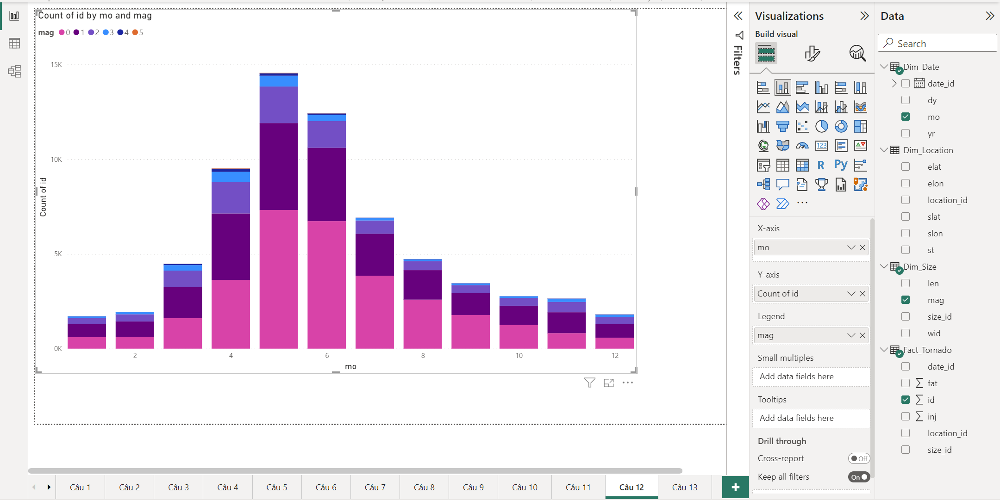 Count of id by mo and mag
mag 0 1 2 3 4 5
15K
10K
5K
0K
Count of id
2 4 6 8 10 12
mo
Filters
Visualizations
Build visual
123
R Py
X-axis
mo
Y-axis
Count of id
Legend
mag
Small multiples
Add data fields here
Tooltips
Add data fields here
Drill through
Cross-report Off
Keep all filters On
Data
Search
Dim_Date
date_id
dy
mo
yr
Dim_Location
elat
elon
location_id
slat
slon
st
Dim_Size
len
mag
size_id
wid
Fact_Tornado
date_id
∑ fat
∑ id
∑ inj
location_id
size_id
Câu 1 Câu 2 Câu 3 Câu 4 Câu 5 Câu 6 Câu 7 Câu 8 Câu 9 Câu 10 Câu 11 Câu 12 Câu 13 +